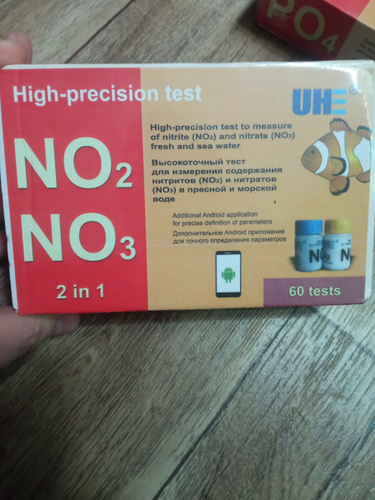 PO₄
High-precision test
UHE®
NO₂
NO₃
2 in 1
High-precision test to measure
of nitrite (NO₂) and nitrate (NO₃)
fresh and sea water
Высокоточный тест
для измерения содержания
нитритов (NO₂) и нитратов
(NO₃) в пресной и морской
воде
Additional Android application
for precise definition of parameters
Дополнительное Android приложение
для точного определения параметров
60 tests